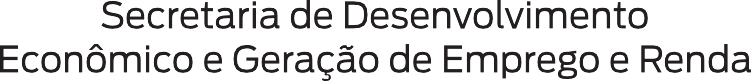 Secretaria de Desenvolvimento
Econômico e Geração de Emprego e Renda